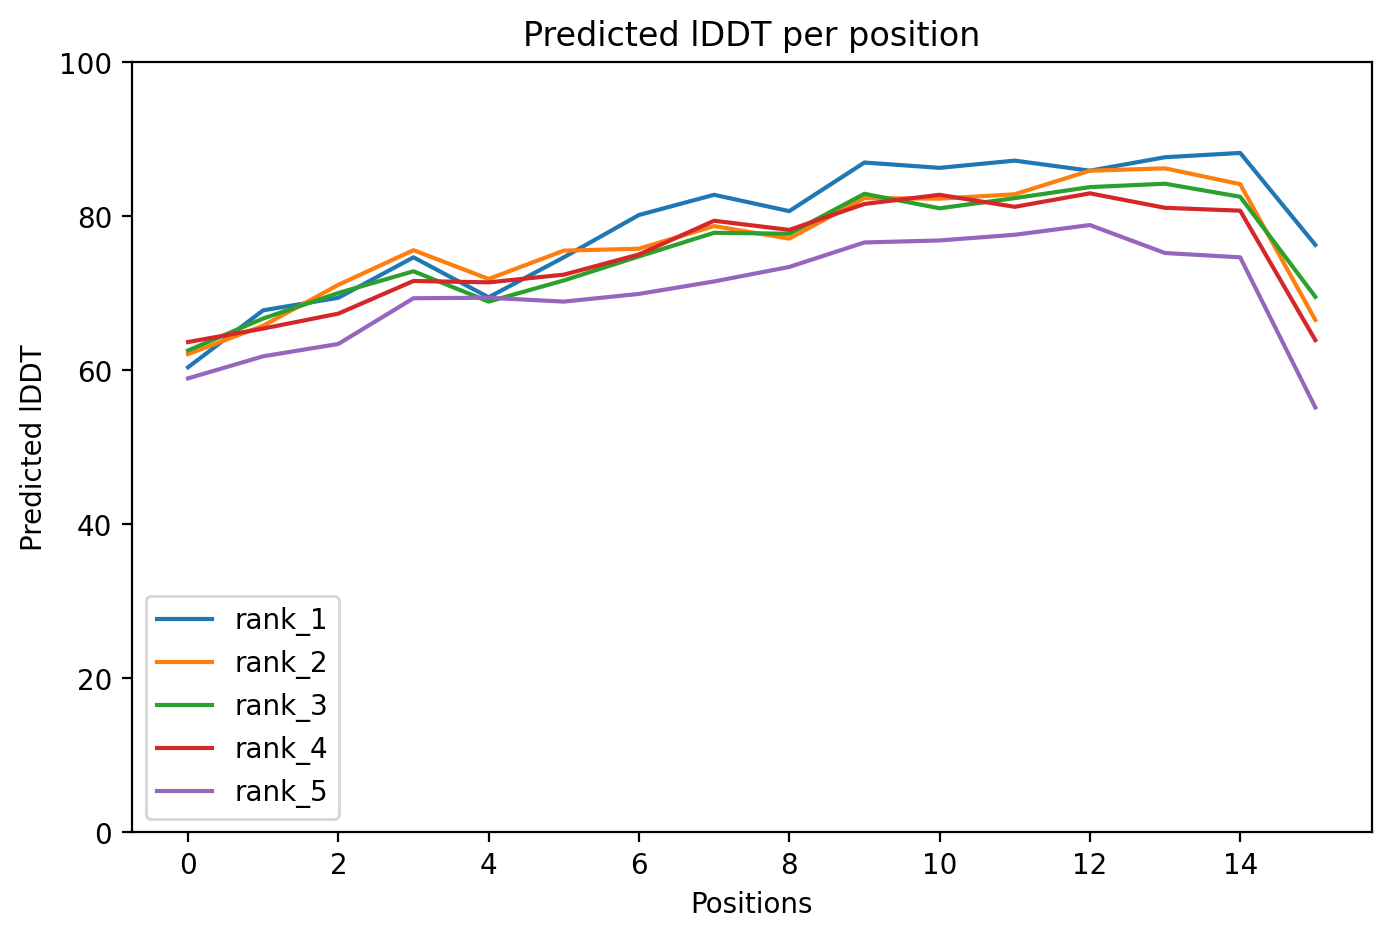 Predicted lDDT per position
100
80
60
40
20
0
Predicted lDDT
rank_1
rank_2
rank_3
rank_4
rank_5
0 2 4 6 8 10 12 14
Positions